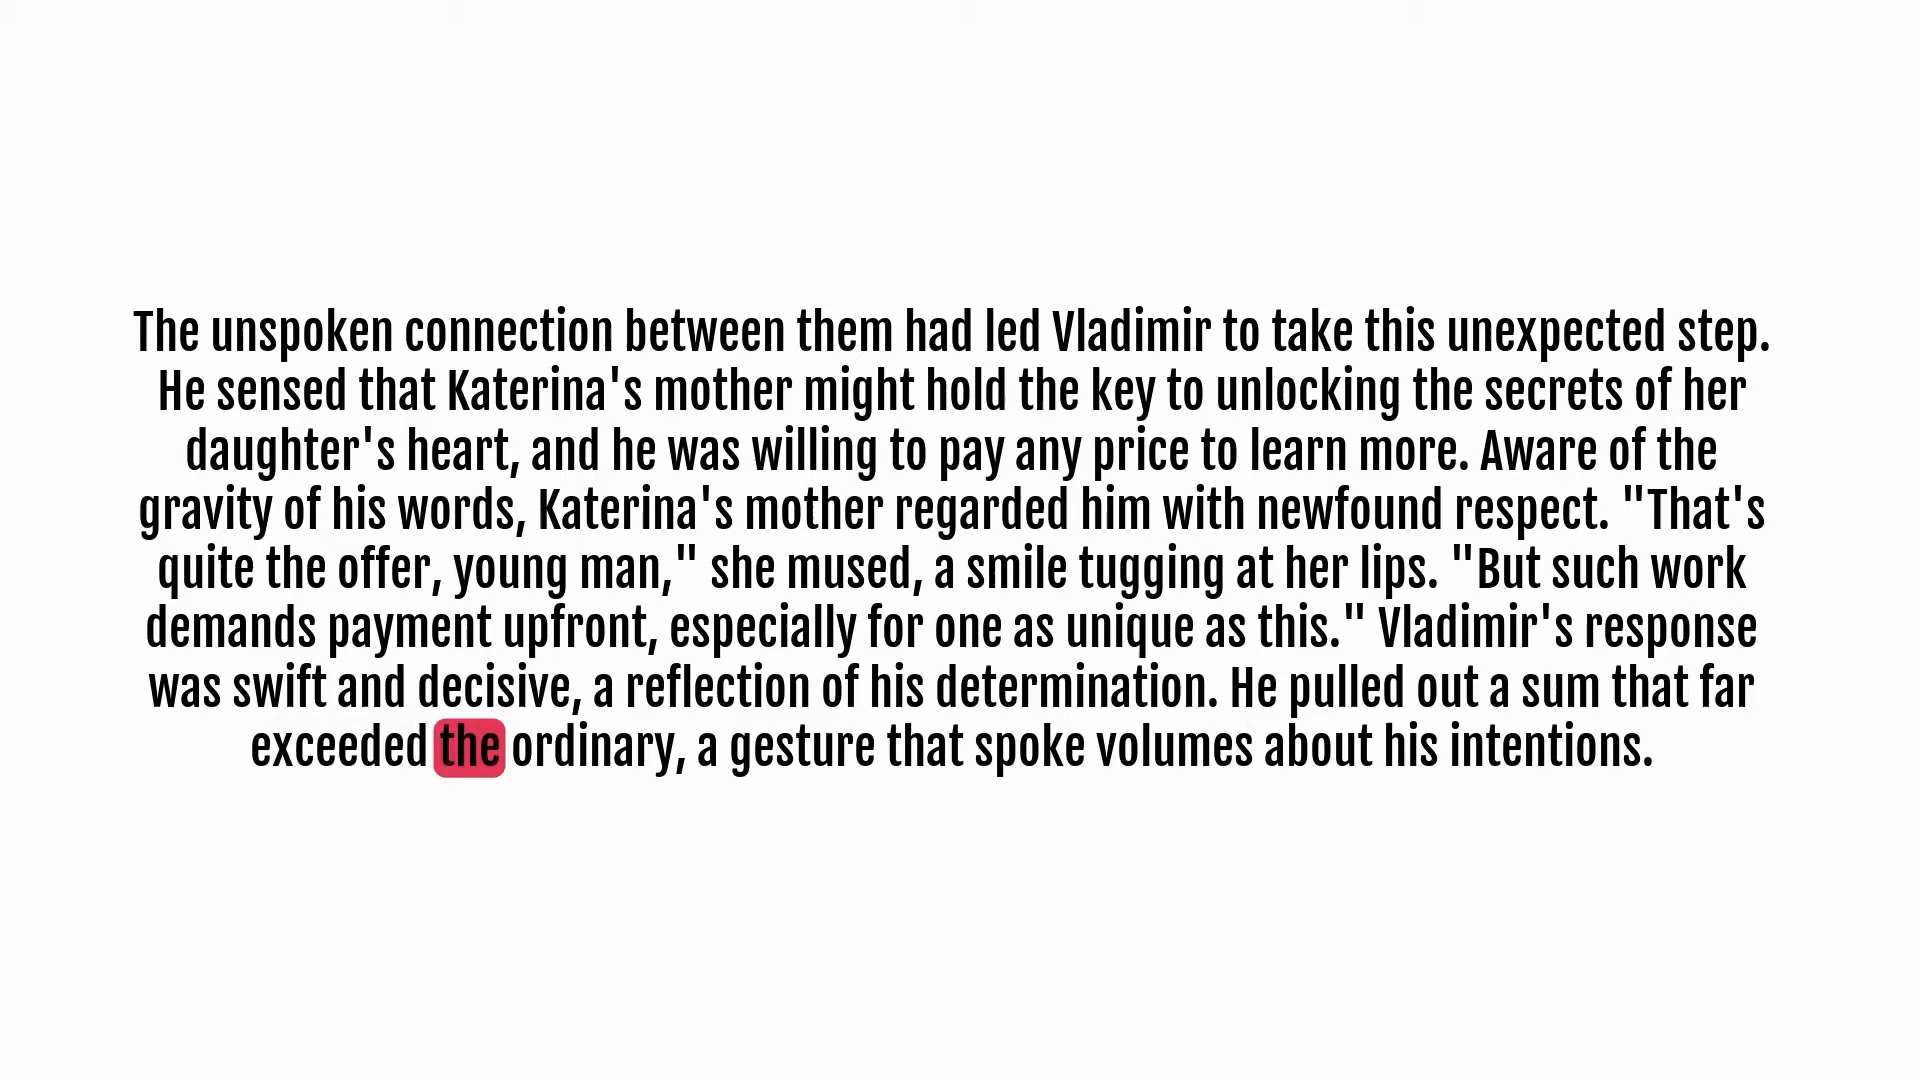 The unspoken connection between them had led Vladimir to take this unexpected step.
He sensed that Katerina's mother might hold the key to unlocking the secrets of her
daughter's heart, and he was willing to pay any price to learn more. Aware of the
gravity of his words, Katerina's mother regarded him with newfound respect. "That's
quite the offer, young man," she mused, a smile tugging at her lips. "But such work
demands payment upfront, especially for one as unique as this." Vladimir's response
was swift and decisive, a reflection of his determination. He pulled out a sum that far
exceeded the ordinary, a gesture that spoke volumes about his intentions.